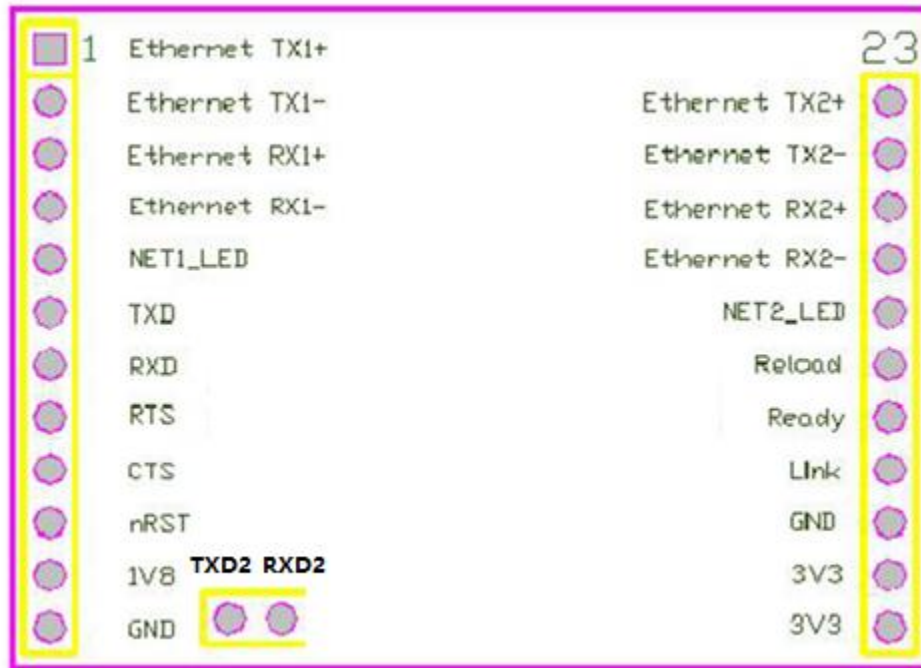 1 Ethernet TX1+ 23
Ethernet TX1- Ethernet TX2+
Ethernet RX1+ Ethernet TX2-
Ethernet RX1- Ethernet RX2+
NET1_LED Ethernet RX2-
TXD NET2_LED
RXD Reload
RTS Ready
CTS Link
nRST GND
TXD2 RXD2
1V8 3V3
GND 3V3